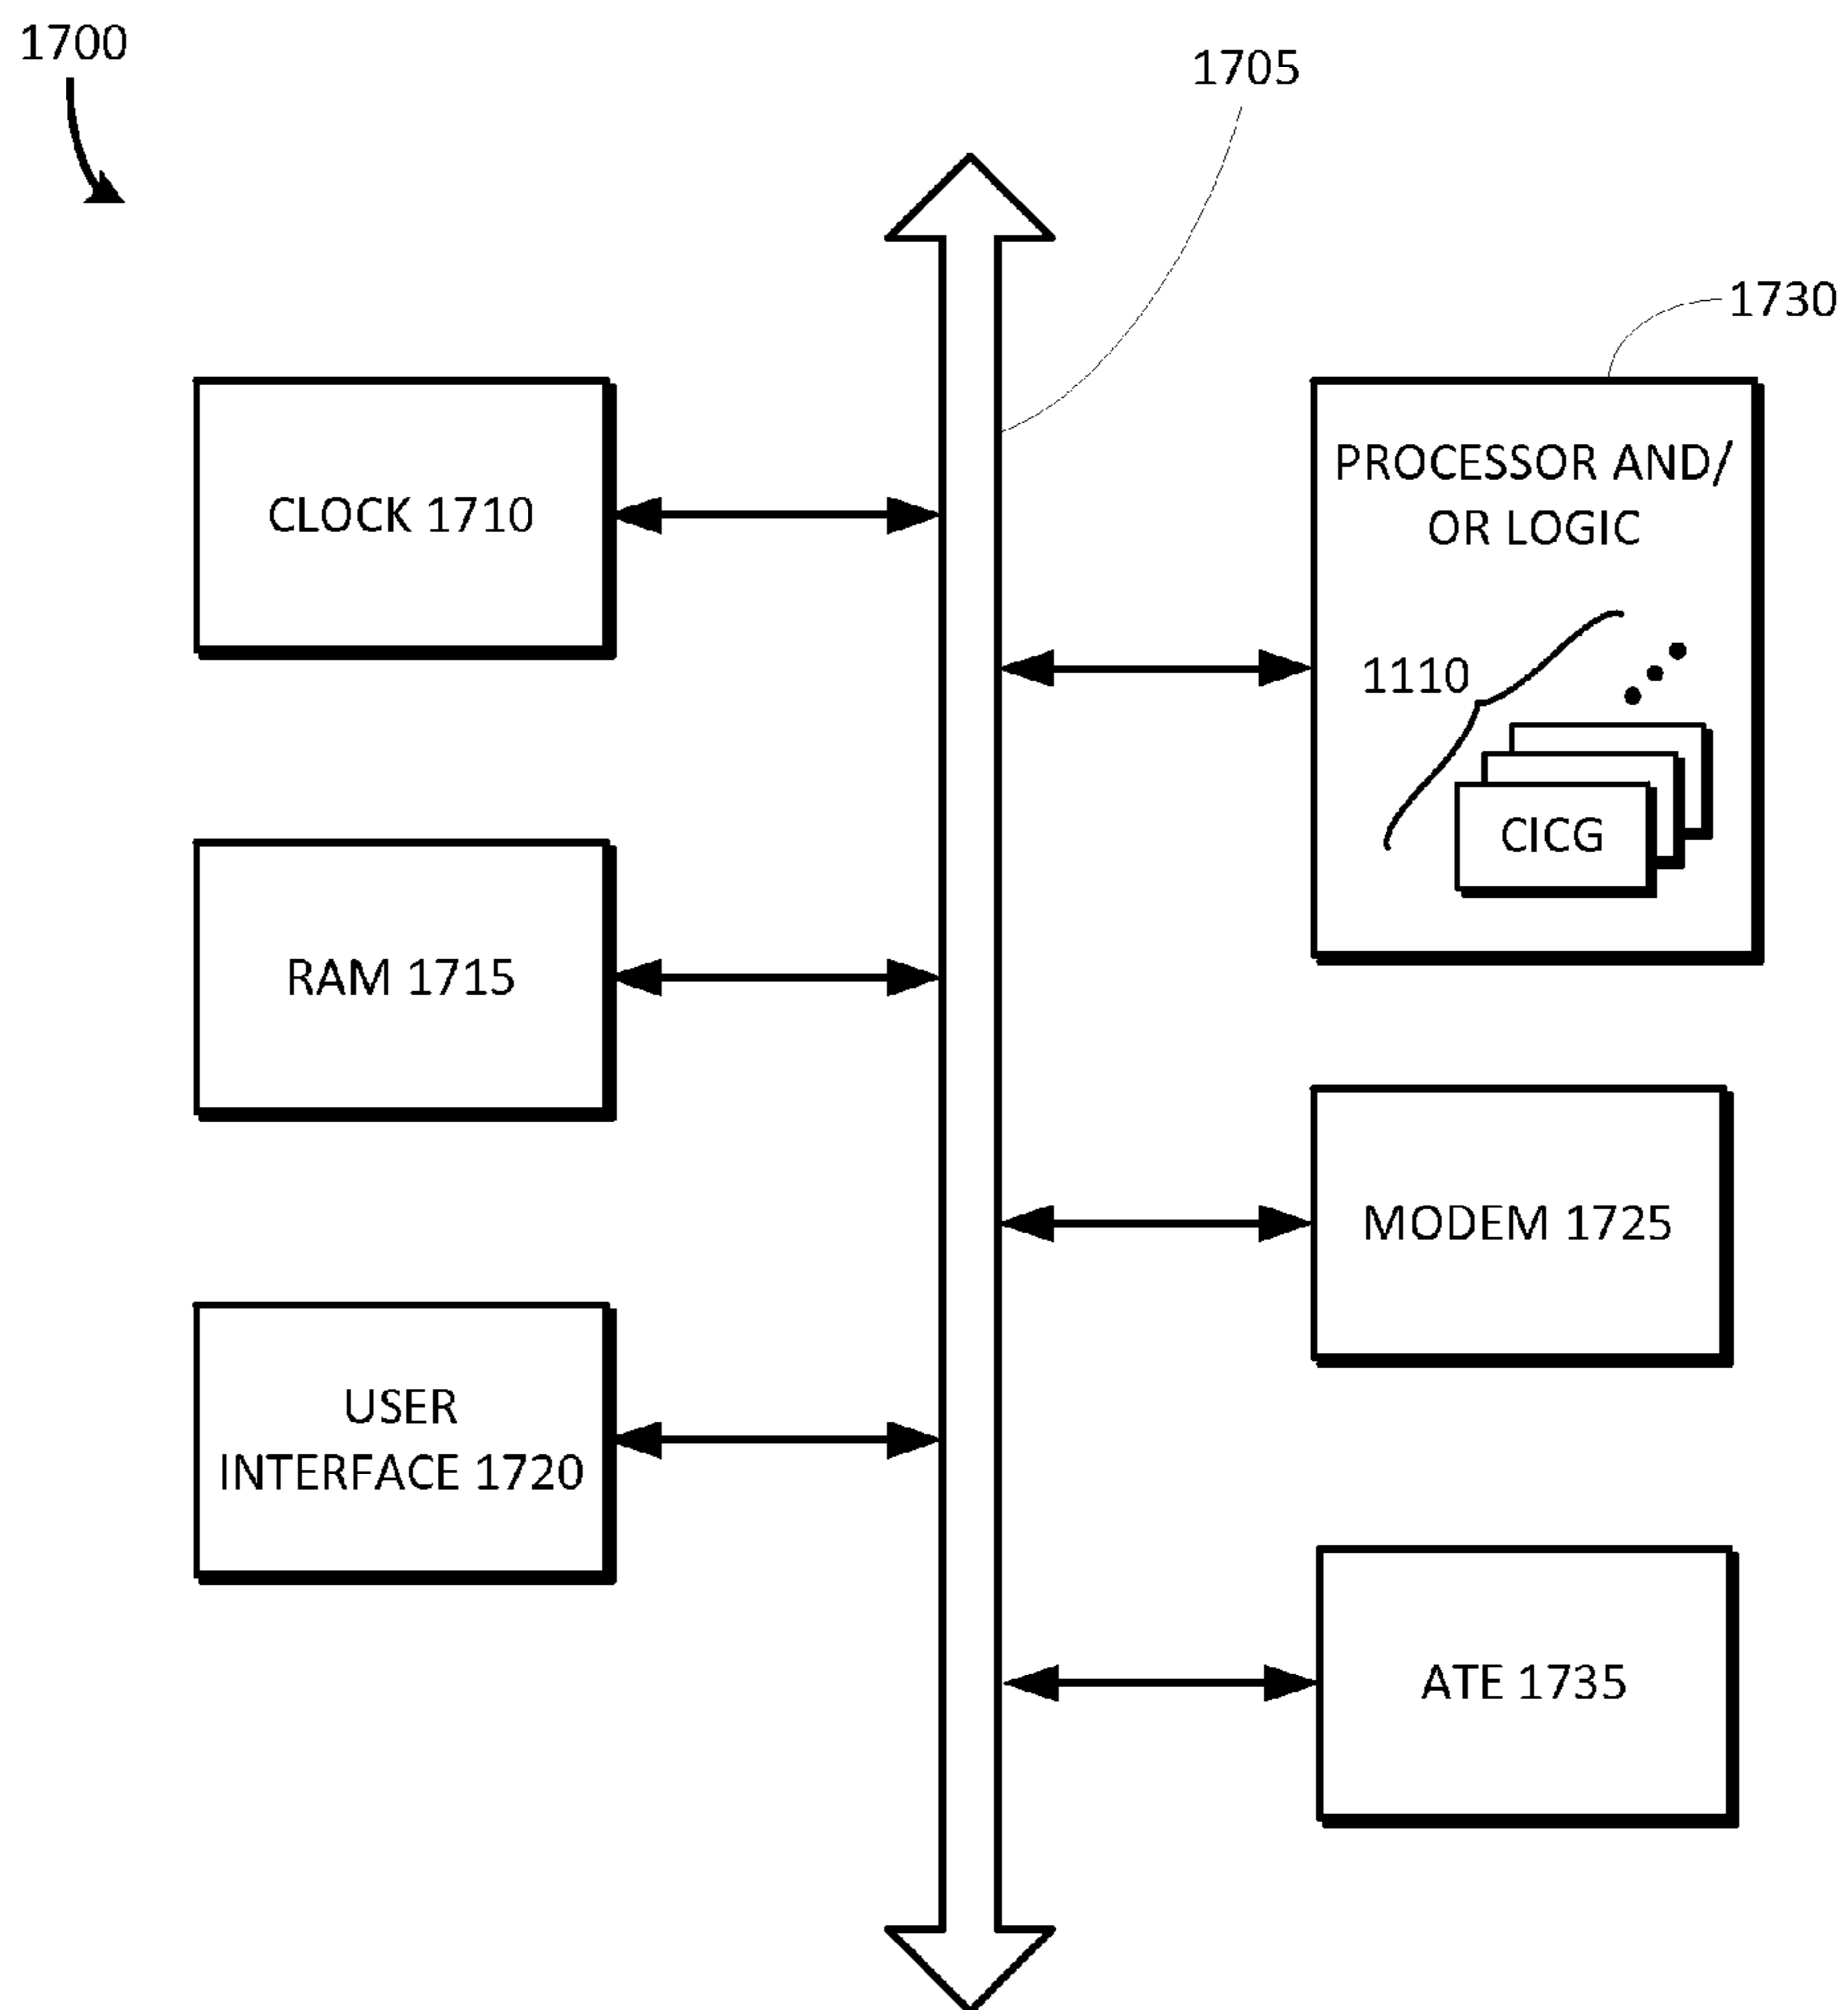 1700
1705
1730
CLOCK 1710
PROCESSOR AND/
OR LOGIC
1110
CICG
RAM 1715
MODEM 1725
USER
INTERFACE 1720
ATE 1735